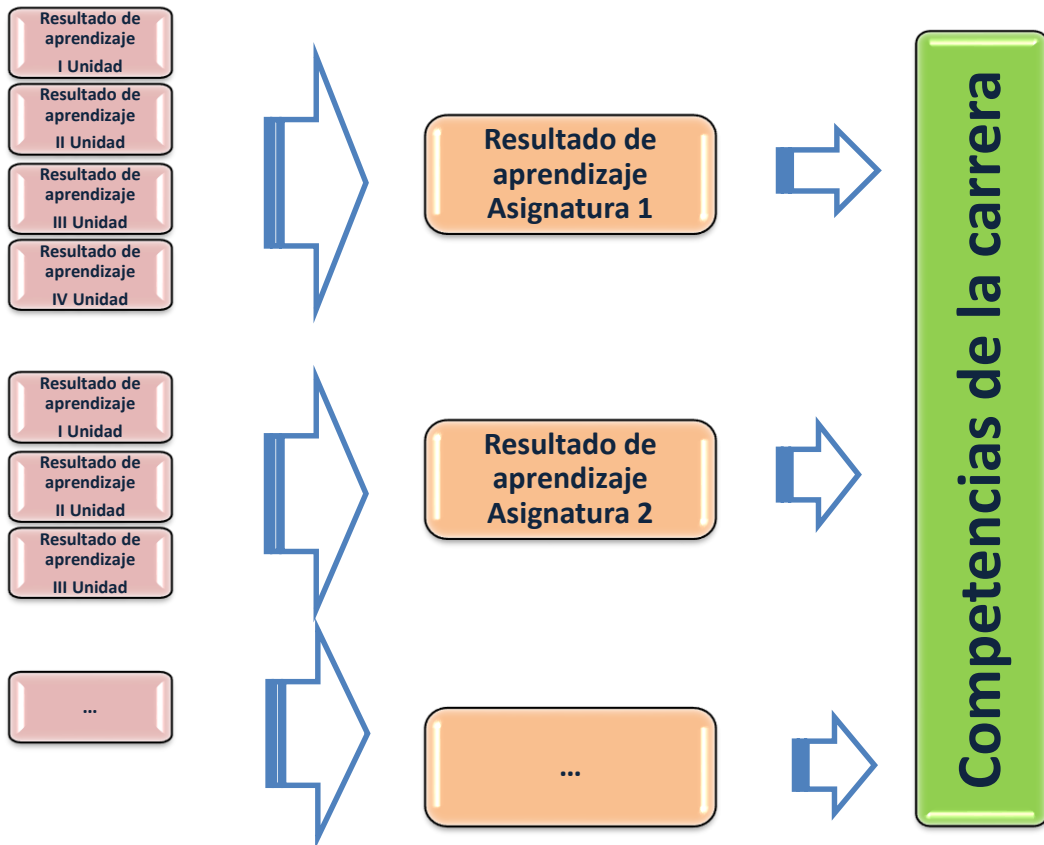 Resultado de
aprendizaje
I Unidad
Resultado de
aprendizaje
II Unidad
Resultado de
aprendizaje
III Unidad
Resultado de
aprendizaje
IV Unidad
Resultado de
aprendizaje
Asignatura 1
Resultado de
aprendizaje
I Unidad
Resultado de
aprendizaje
II Unidad
Resultado de
aprendizaje
III Unidad
Resultado de
aprendizaje
Asignatura 2
...
...
Competencias de la carrera